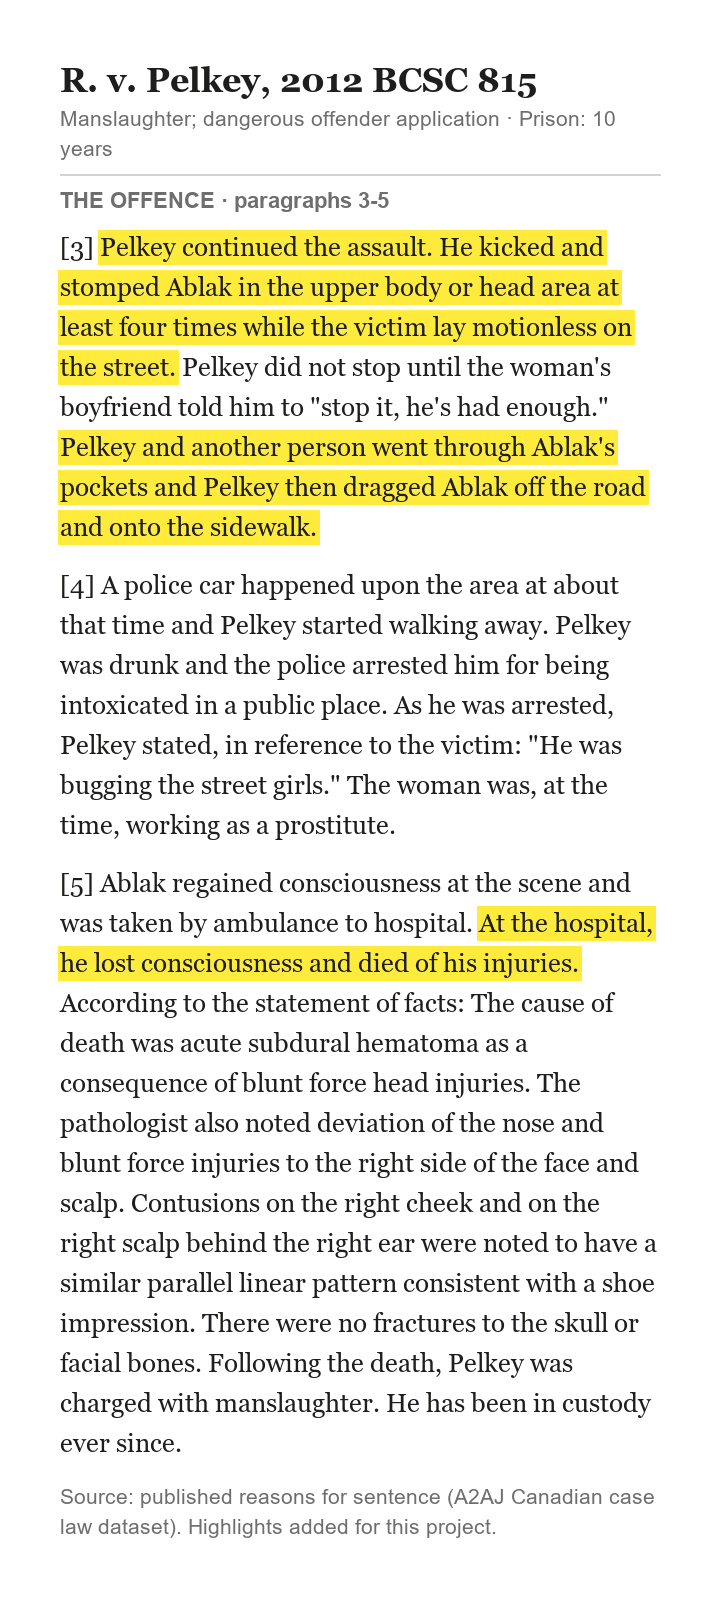 R. v. Pelkey, 2012 BCSC 815
Manslaughter; dangerous offender application · Prison: 10
years
THE OFFENCE · paragraphs 3-5
[3] Pelkey continued the assault. He kicked and
stomped Ablak in the upper body or head area at
least four times while the victim lay motionless on
the street. Pelkey did not stop until the woman's
boyfriend told him to "stop it, he's had enough."
Pelkey and another person went through Ablak's
pockets and Pelkey then dragged Ablak off the road
and onto the sidewalk.
[4] A police car happened upon the area at about
that time and Pelkey started walking away. Pelkey
was drunk and the police arrested him for being
intoxicated in a public place. As he was arrested,
Pelkey stated, in reference to the victim: "He was
bugging the street girls." The woman was, at the
time, working as a prostitute.
[5] Ablak regained consciousness at the scene and
was taken by ambulance to hospital. At the hospital,
he lost consciousness and died of his injuries.
According to the statement of facts: The cause of
death was acute subdural hematoma as a
consequence of blunt force head injuries. The
pathologist also noted deviation of the nose and
blunt force injuries to the right side of the face and
scalp. Contusions on the right cheek and on the
right scalp behind the right ear were noted to have a
similar parallel linear pattern consistent with a shoe
impression. There were no fractures to the skull or
facial bones. Following the death, Pelkey was
charged with manslaughter. He has been in custody
ever since.
Source: published reasons for sentence (A2AJ Canadian case
law dataset). Highlights added for this project.